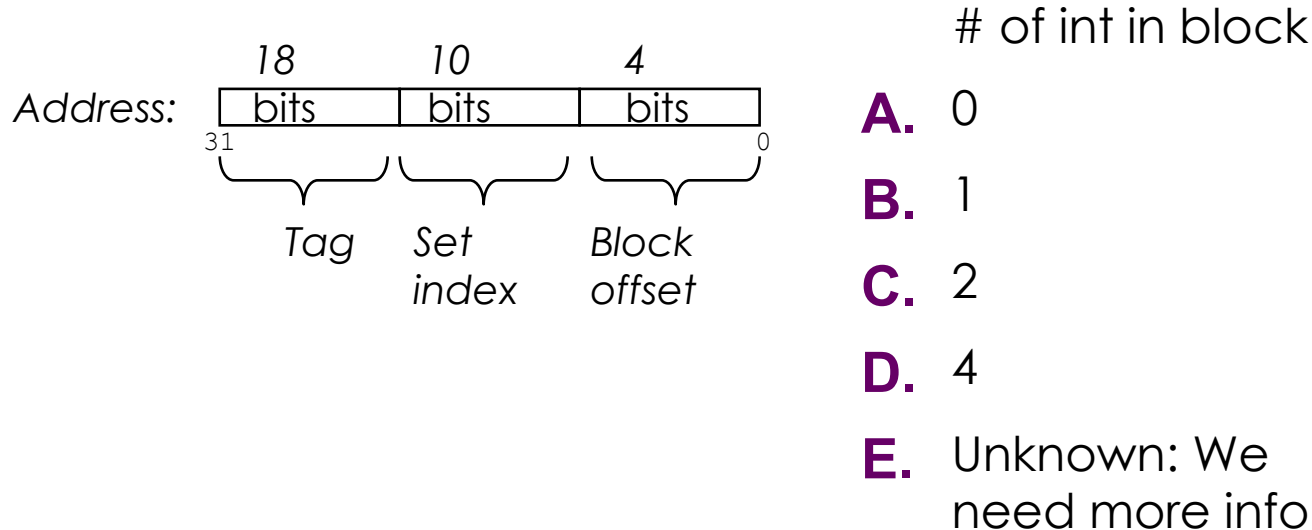 18 10 4
Address: bits bits bits
31 0
Tag Set Block
index offset
# of int in block
A. 0
B. 1
C. 2
D. 4
E. Unknown: We
need more info